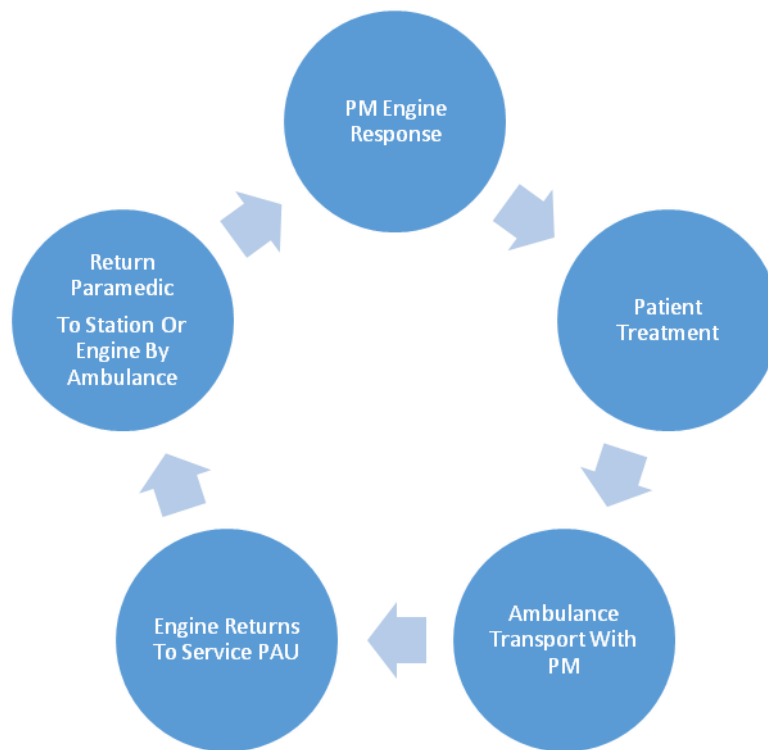 PM Engine
Response
Patient
Treatment
Ambulance
Transport With
PM
Engine Returns
To Service PAU
Return
Paramedic
To Station Or
Engine By
Ambulance